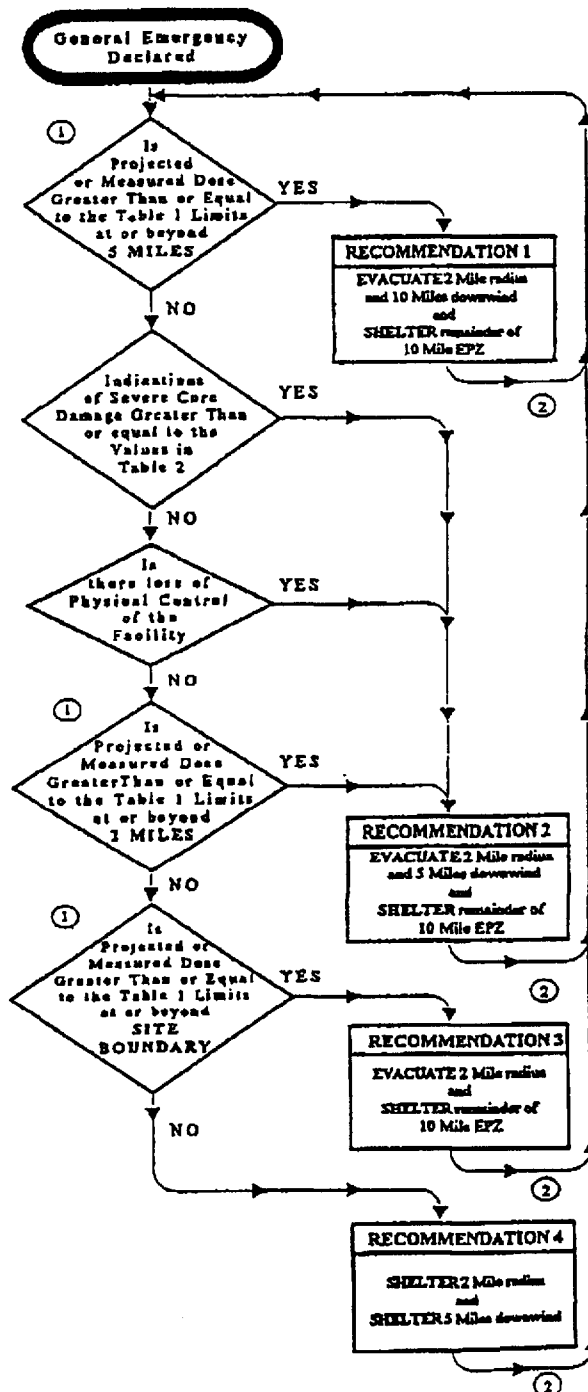 General Emergency
Declared
①
Is
Projected
or Measured Dose
Greater Than or Equal
to the Table 1 Limits
at or beyond
5 MILES
YES
RECOMMENDATION 1
EVACUATE 2 Mile radius
and 10 Miles downwind
and
SHELTER remainder of
10 Mile EPZ
②
NO
Indications
of Severe Core
Damage Greater Than
or equal to the
Values in
Table 2
YES
NO
Is
there loss of
Physical Control
of the
Facility
YES
NO
①
Is
Projected or
Measured Dose
GreaterThan or Equal
to the Table 1 Limits
at or beyond
2 MILES
YES
RECOMMENDATION 2
EVACUATE 2 Mile radius
and 5 Miles downwind
and
SHELTER remainder of
10 Mile EPZ
②
NO
①
Is
Projected or
Measured Dose
Greater Than or Equal
to the Table 1 Limits
at or beyond
SITE
BOUNDARY
YES
RECOMMENDATION 3
EVACUATE 2 Mile radius
and
SHELTER remainder of
10 Mile EPZ
②
NO
RECOMMENDATION 4
SHELTER 2 Mile radius
and
SHELTER 5 Miles downwind
②